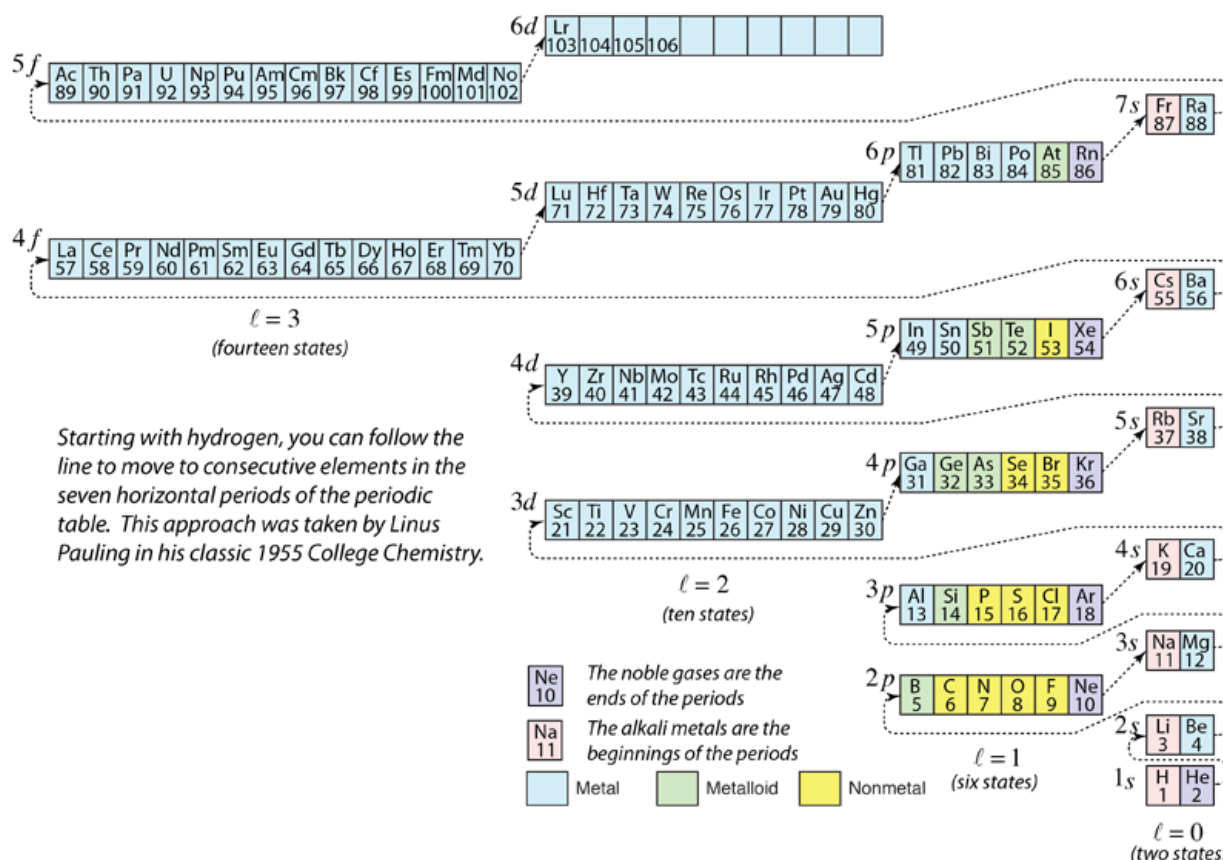 6d
Lr
103 104 105 106
5f
Ac Th Pa U Np Pu Am Cm Bk Cf Es Fm Md No
89 90 91 92 93 94 95 96 97 98 99 100 101 102
7s
Fr Ra
87 88
6p
Tl Pb Bi Po At Rn
81 82 83 84 85 86
5d
Lu Hf Ta W Re Os Ir Pt Au Hg
71 72 73 74 75 76 77 78 79 80
4f
La Ce Pr Nd Pm Sm Eu Gd Tb Dy Ho Er Tm Yb
57 58 59 60 61 62 63 64 65 66 67 68 69 70
ℓ = 3
(fourteen states)
6s
Cs Ba
55 56
5p
In Sn Sb Te I Xe
49 50 51 52 53 54
4d
Y Zr Nb Mo Tc Ru Rh Pd Ag Cd
39 40 41 42 43 44 45 46 47 48
5s
Rb Sr
37 38
4p
Ga Ge As Se Br Kr
31 32 33 34 35 36
3d
Sc Ti V Cr Mn Fe Co Ni Cu Zn
21 22 23 24 25 26 27 28 29 30
Starting with hydrogen, you can follow the
line to move to consecutive elements in the
seven horizontal periods of the periodic
table. This approach was taken by Linus
Pauling in his classic 1955 College Chemistry.
ℓ = 2
(ten states)
4s
K Ca
19 20
3p
Al Si P S Cl Ar
13 14 15 16 17 18
3s
Na Mg
11 12
2p
B C N O F Ne
5 6 7 8 9 10
2s
Li Be
3 4
1s
H He
1 2
ℓ = 1
(six states)
ℓ = 0
(two states
Ne
10
The noble gases are the
ends of the periods
Na
11
The alkali metals are the
beginnings of the periods
Metal Metalloid Nonmetal